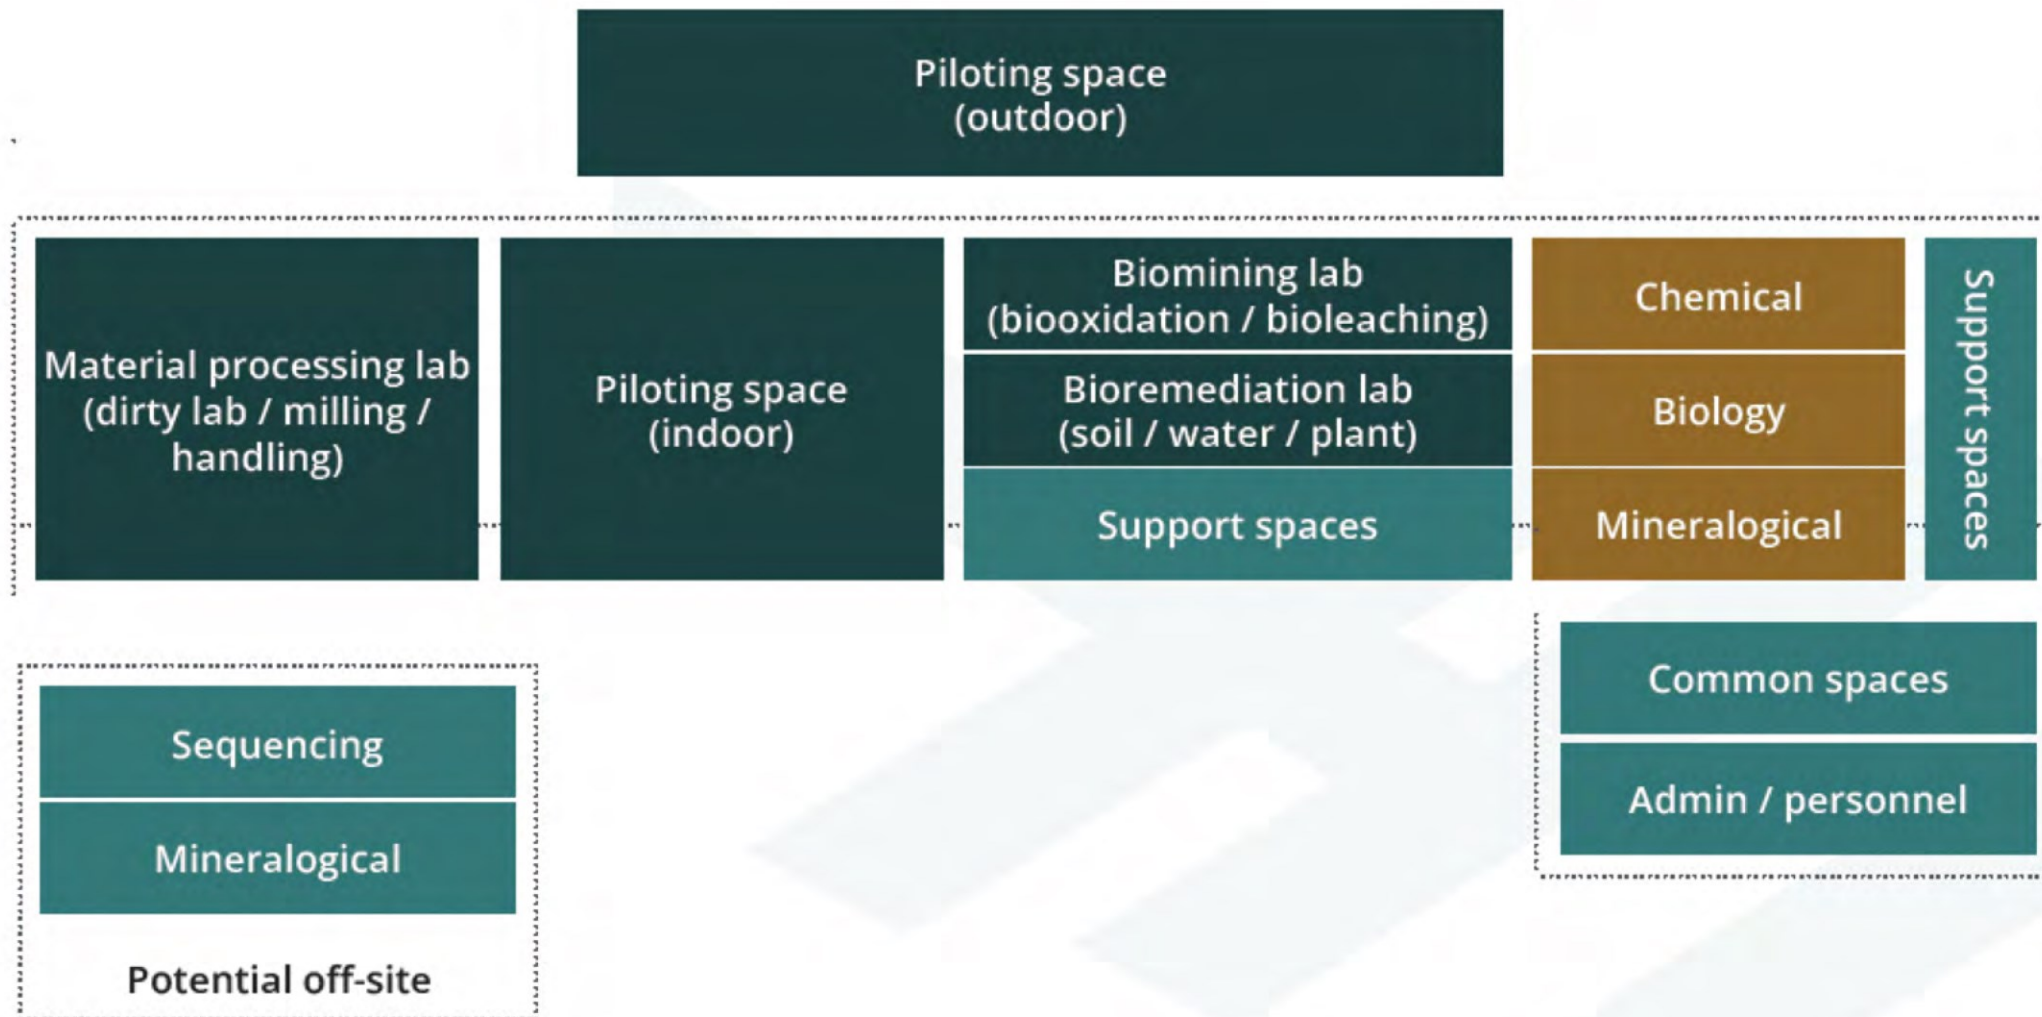 Piloting space
(outdoor)
Material processing lab
(dirty lab / milling /
handling)
Piloting space
(indoor)
Biomining lab
(biooxidation / bioleaching)
Bioremediation lab
(soil / water / plant)
Support spaces
Chemical
Biology
Mineralogical
Support spaces
Sequencing
Mineralogical
Potential off-site
Common spaces
Admin / personnel